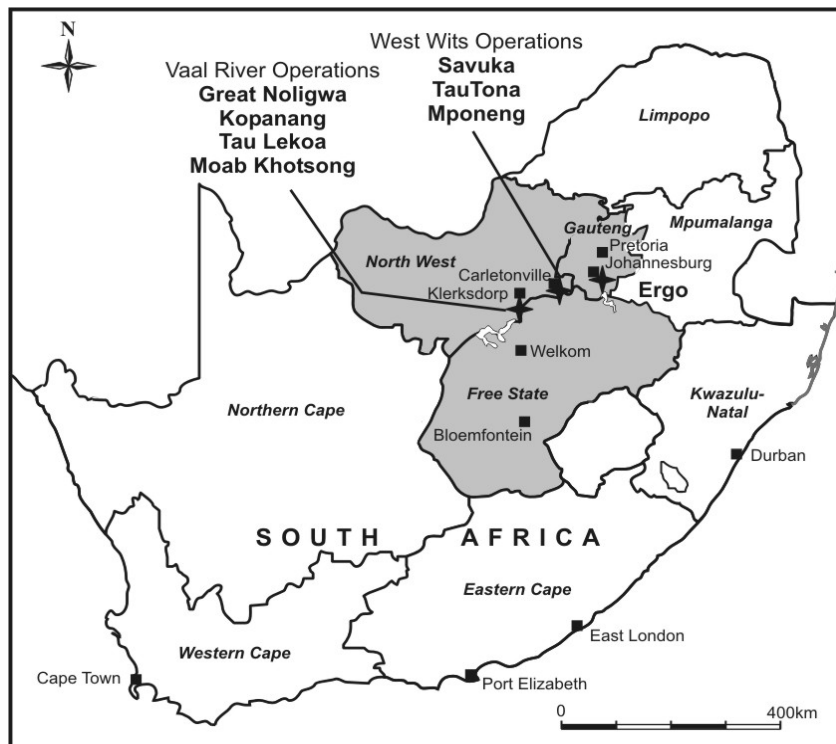 N
Vaal River Operations
Great Noligwa
Kopanang
Tau Lekoa
Moab Khotsong
West Wits Operations
Savuka
TauTona
Mponeng
Limpopo
Mpumalanga
Gauteng
Pretoria
Johannesburg
North West
Carletonville
Klerksdorp
Ergo
Welkom
Free State
Kwazulu-
Natal
Northern Cape
Bloemfontein
Durban
SOUTH AFRICA
Eastern Cape
East London
Western Cape
Cape Town
Port Elizabeth
0 400km